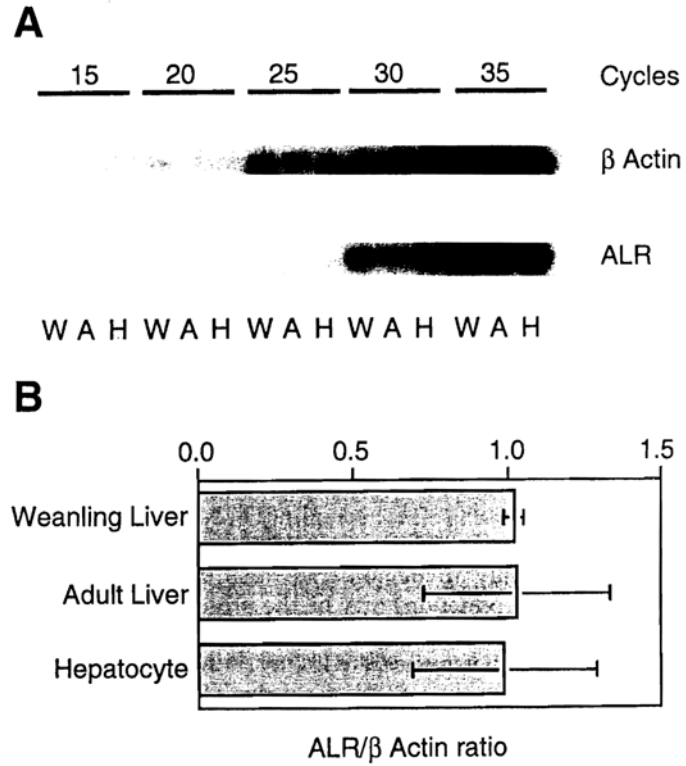 A
15 20 25 30 35 Cycles
β Actin
ALR
W A H W A H W A H W A H W A H
B
0.0 0.5 1.0 1.5
Weanling Liver
Adult Liver
Hepatocyte
ALR/β Actin ratio